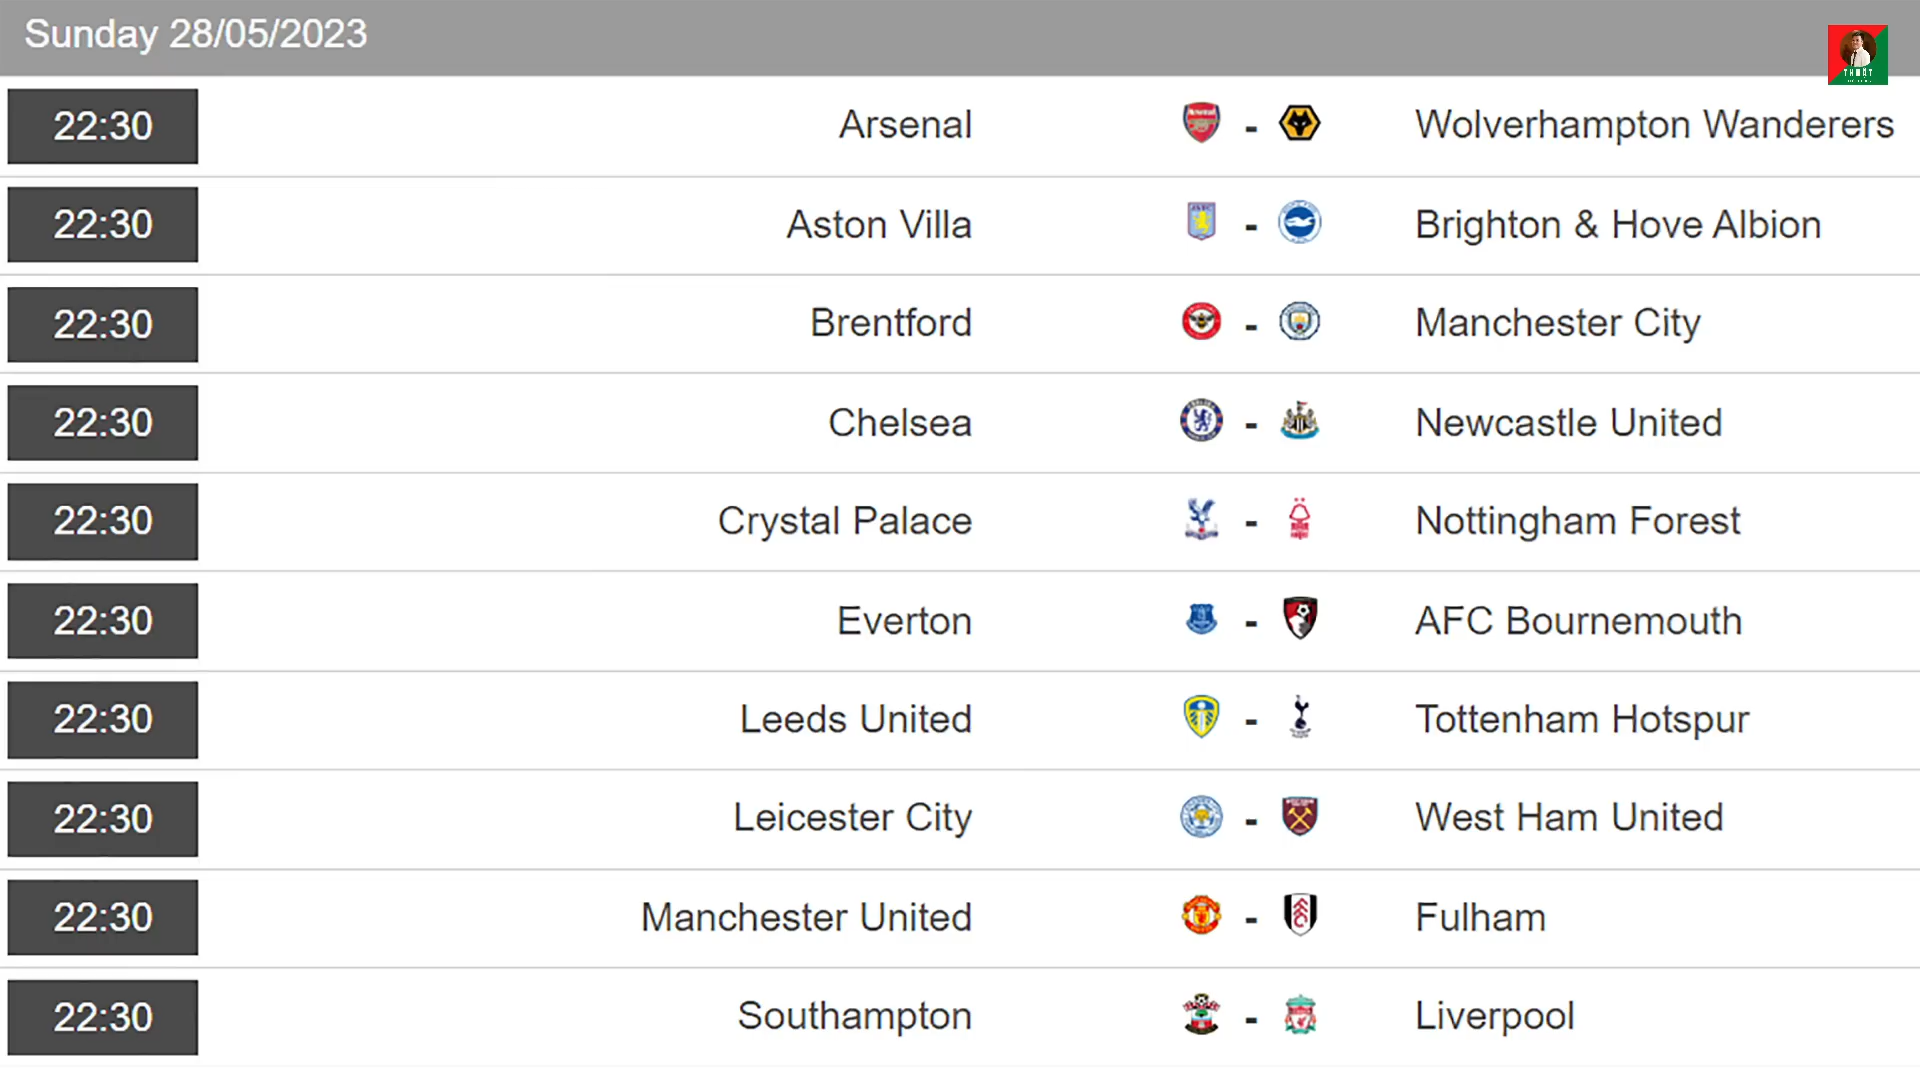 Sunday 28/05/2023
22:30 Arsenal - Wolverhampton Wanderers
22:30 Aston Villa - Brighton & Hove Albion
22:30 Brentford - Manchester City
22:30 Chelsea - Newcastle United
22:30 Crystal Palace - Nottingham Forest
22:30 Everton - AFC Bournemouth
22:30 Leeds United - Tottenham Hotspur
22:30 Leicester City - West Ham United
22:30 Manchester United - Fulham
22:30 Southampton - Liverpool